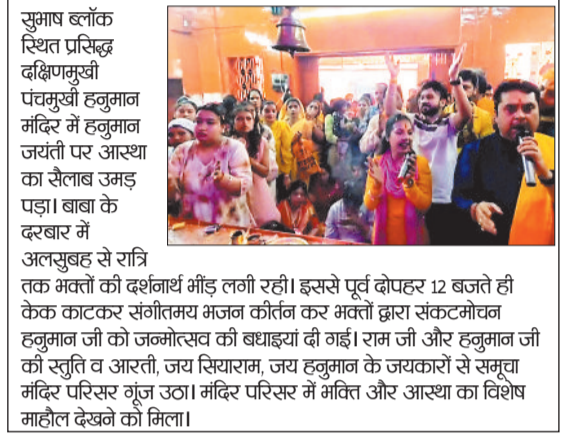 सुभाष ब्लॉक
स्थित प्रसिद्ध
दक्षिणमुखी
पंचमुखी हनुमान
मंदिर में हनुमान
जयंती पर आस्था
का सैलाब उमड़
पड़ा। बाबा के
दरबार में
अलसुबह से रात्रि
तक भक्तों की दर्शनार्थ भींड़ लगी रही। इससे पूर्व दोपहर 12 बजते ही
केक काटकर संगीतमय भजन कीर्तन कर भक्तों द्वारा संकटमोचन
हनुमान जी को जन्मोत्सव की बधाइयां दी गई। राम जी और हनुमान जी
की स्तुति व आरती, जय सियाराम, जय हनुमान के जयकारों से समूचा
मंदिर परिसर गूंज उठा। मंदिर परिसर में भक्ति और आस्था का विशेष
माहौल देखने को मिला।